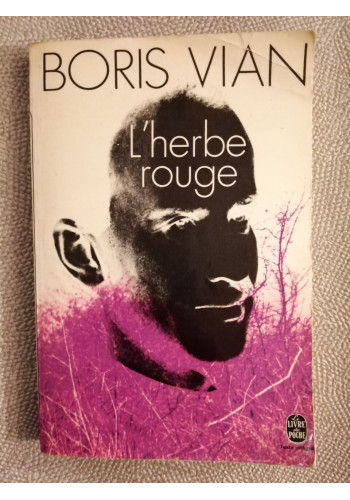 BORIS VIAN
L'herbe
rouge
Le
LIVRE
de
POCHE